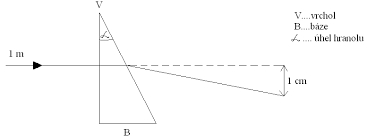 V
V....vrchol
B....báze
ℒ.... úhel hranolu
ℒ
1 m
1 cm
B